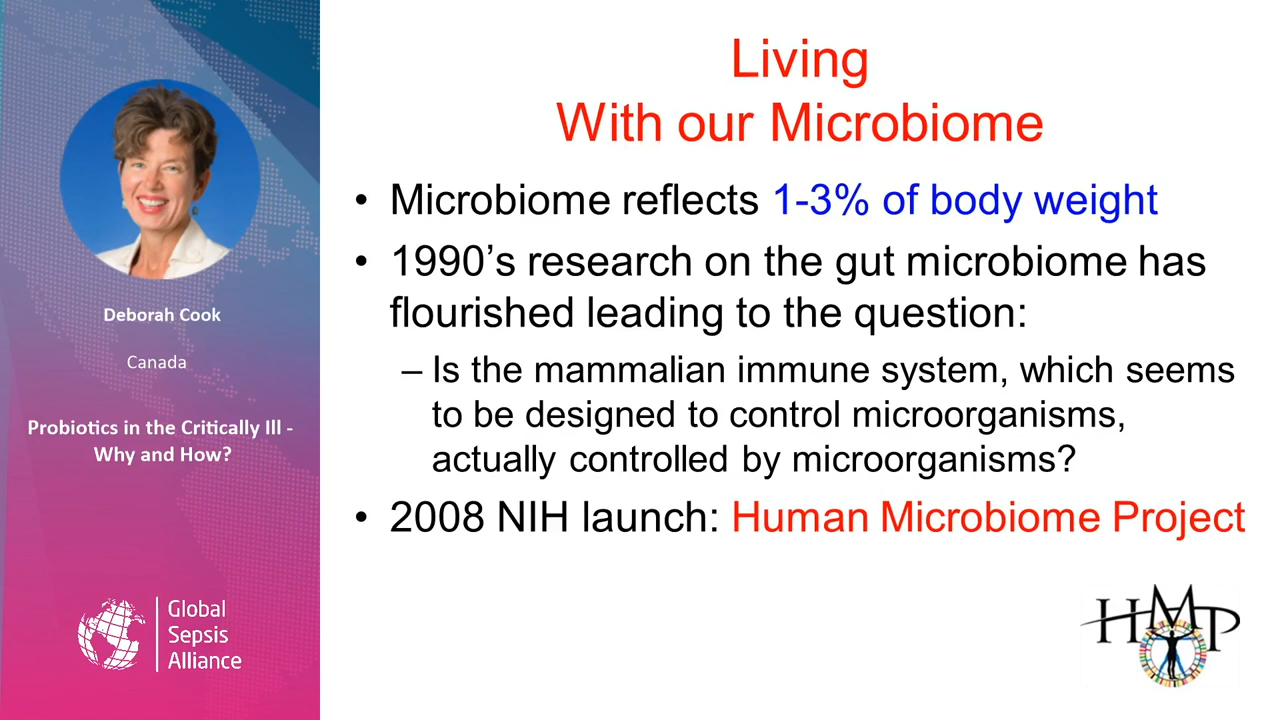 Living
With our Microbiome
• Microbiome reflects 1-3% of body weight
• 1990’s research on the gut microbiome has
flourished leading to the question:
– Is the mammalian immune system, which seems
to be designed to control microorganisms,
actually controlled by microorganisms?
• 2008 NIH launch: Human Microbiome Project
Deborah Cook
Canada
Probiotics in the Critically Ill -
Why and How?
Global
Sepsis
Alliance
HMP